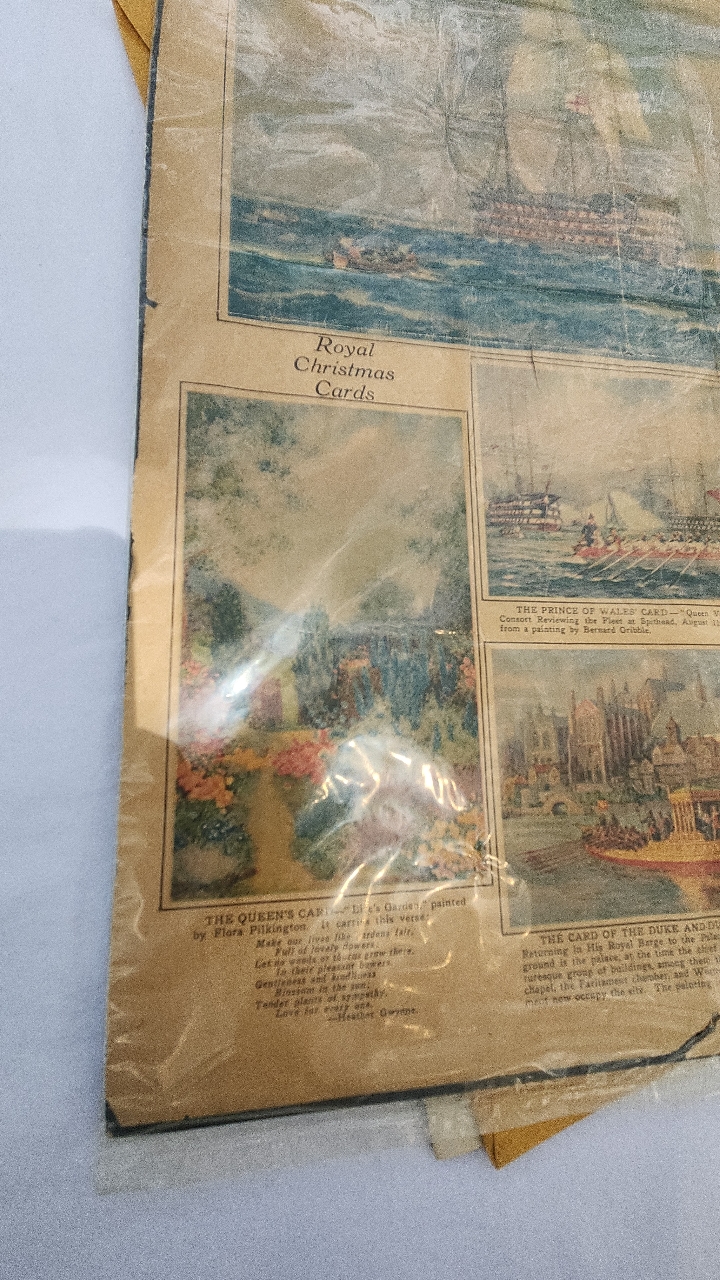 Royal
Christmas
Cards
THE PRINCE OF WALES' CARD—"Queen V
Consort Reviewing the Fleet at Spithead, August 11
from a painting by Bernard Gribble.
THE QUEEN'S CARD—"Life's Garden," painted
by Flora Pilkington. It carries this verse:
Make our lives like gardens fair,
Full of lovely flowers,
Let no weeds or thorns grow there,
In their pleasant bowers.
Gentleness and kindliness
Blossom in the sun;
Tender plants of sympathy,
Love for every one.
—Heather Gwynne.
THE CARD OF THE DUKE AND DU
Returning in His Royal Barge to the Pala
ground is the palace, at the time the chief
turesque group of buildings, among them
chapel, the Parliament chamber, and
most now occupy the site. The painting